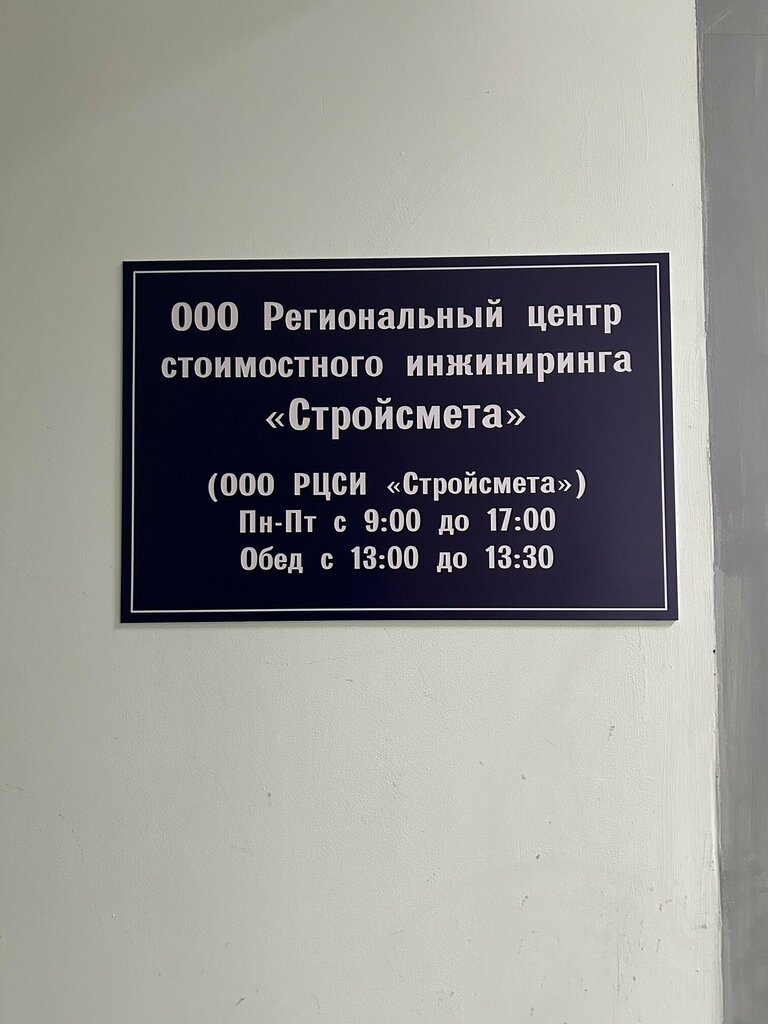 ООО Региональный центр
стоимостного инжиниринга
«Стройсмета»
(ООО РЦСИ «Стройсмета»)
Пн-Пт с 9:00 до 17:00
Обед с 13:00 до 13:30